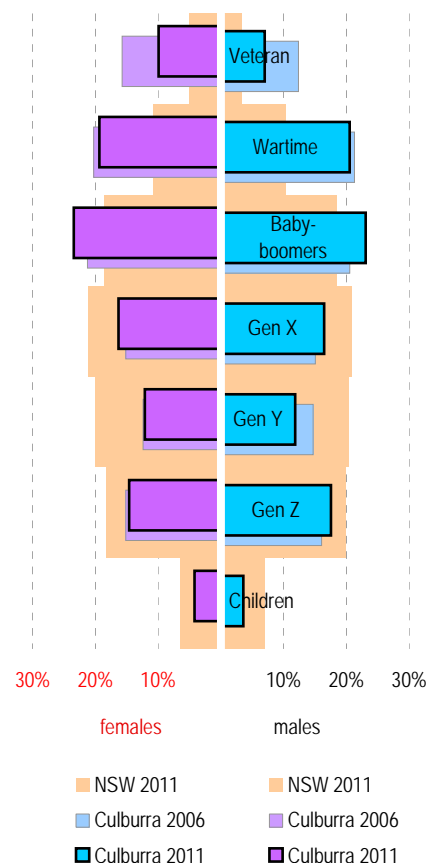 Veteran
Wartime
Baby-
boomers
Gen X
Gen Y
Gen Z
Children
30% 20% 10% 10% 20% 30%
females males
NSW 2011 NSW 2011
Culburra 2006 Culburra 2006
Culburra 2011 Culburra 2011